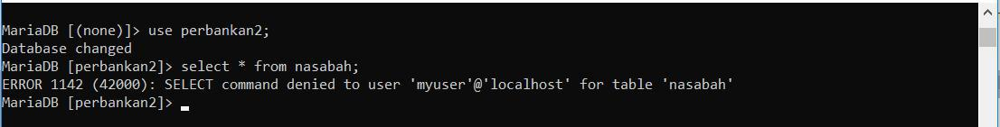 MariaDB [(none)]> use perbankan2;
Database changed
MariaDB [perbankan2]> select * from nasabah;
ERROR 1142 (42000): SELECT command denied to user 'myuser'@'localhost' for table 'nasabah'
MariaDB [perbankan2]>